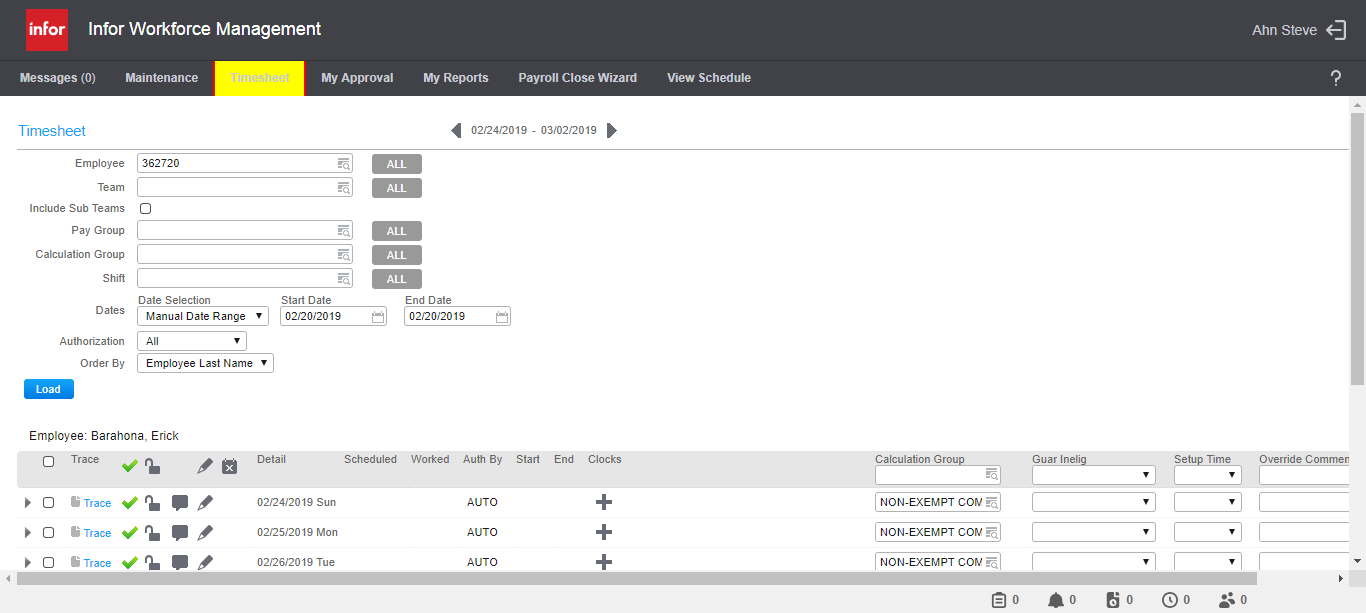 infor Infor Workforce Management Ahn Steve
Messages (0) Maintenance Timesheet My Approval My Reports Payroll Close Wizard View Schedule ?
Timesheet 02/24/2019 - 03/02/2019
Employee 362720 ALL
Team ALL
Include Sub Teams
Pay Group ALL
Calculation Group ALL
Shift ALL
Date Selection Start Date End Date
Dates Manual Date Range 02/20/2019 02/20/2019
Authorization All
Order By Employee Last Name
Load
Employee: Barahona, Erick
Trace Detail Scheduled Worked Auth By Start End Clocks Calculation Group Guar Inelig Setup Time Override Commen
Trace 02/24/2019 Sun AUTO NON-EXEMPT COM
Trace 02/25/2019 Mon AUTO NON-EXEMPT COM
Trace 02/26/2019 Tue AUTO NON-EXEMPT COM
0 0 0 0 0